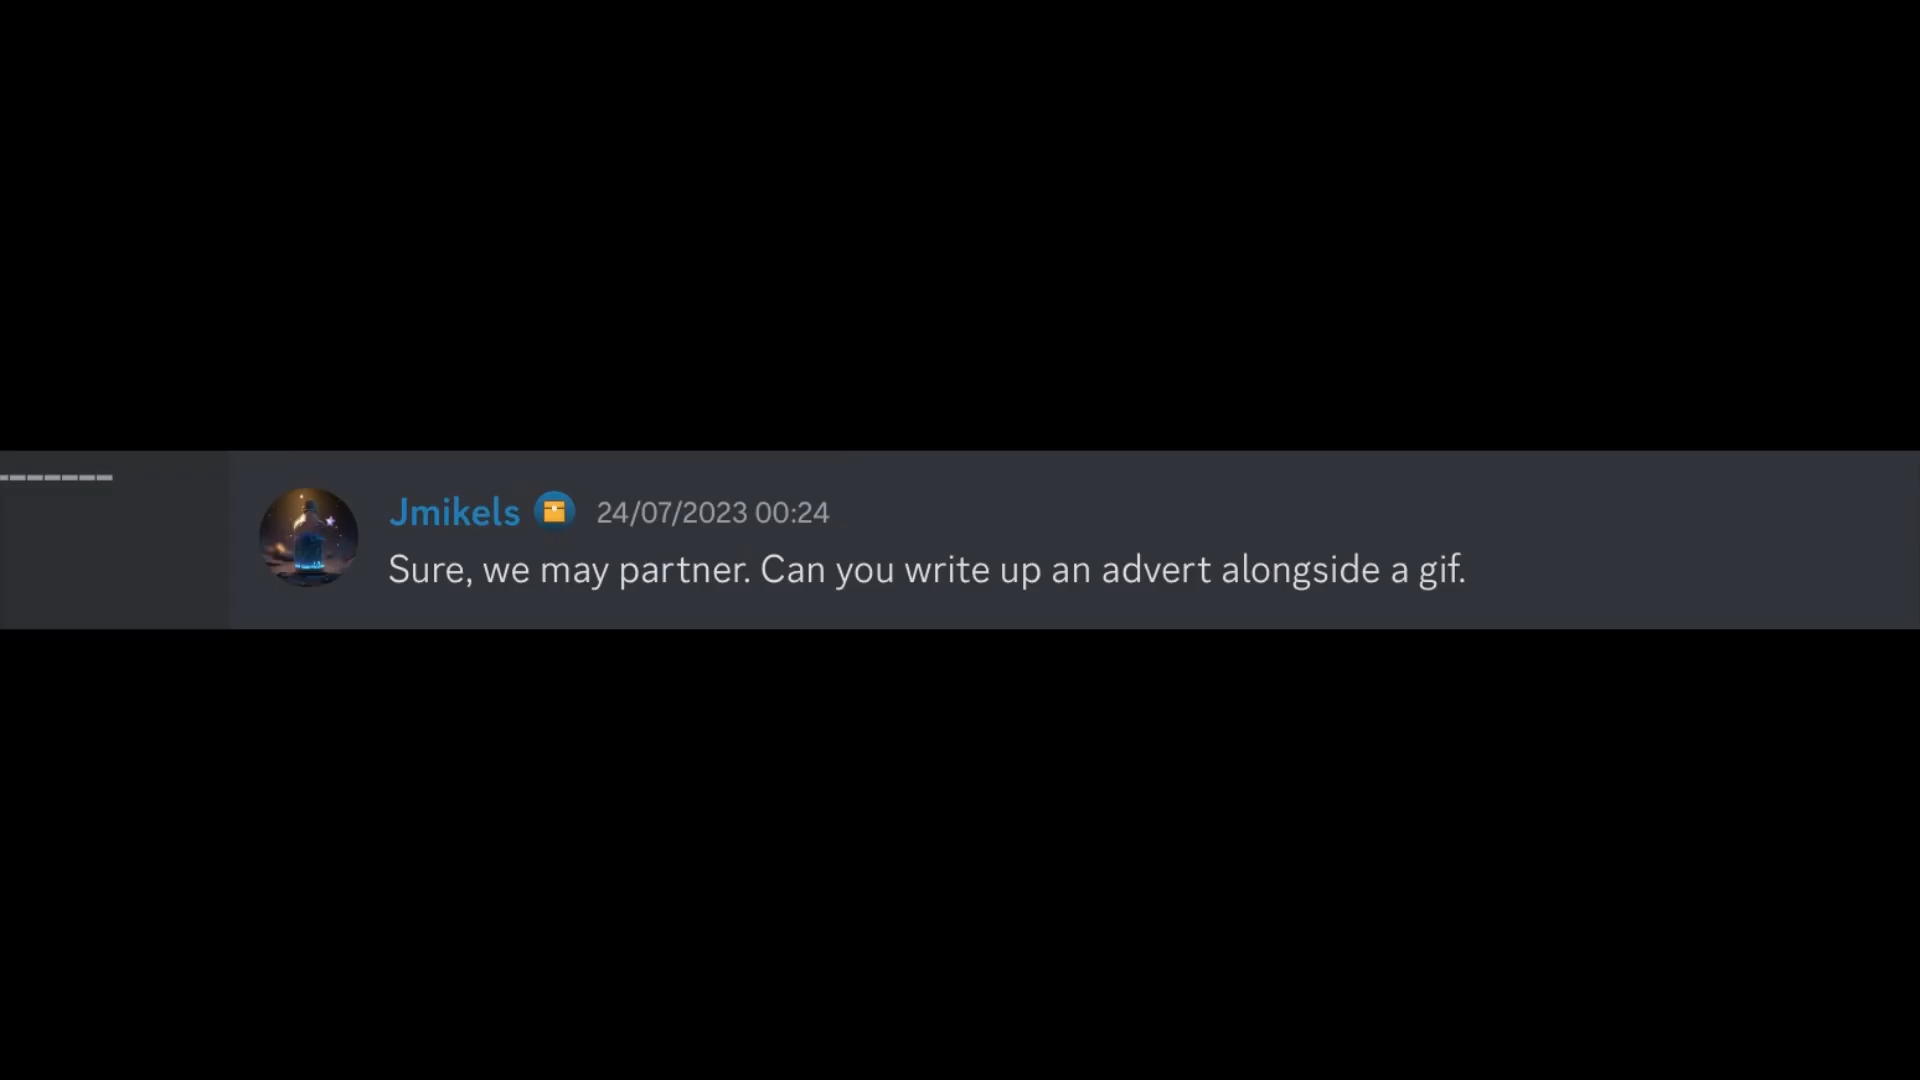 Jmikels 24/07/2023 00:24
Sure, we may partner. Can you write up an advert alongside a gif.